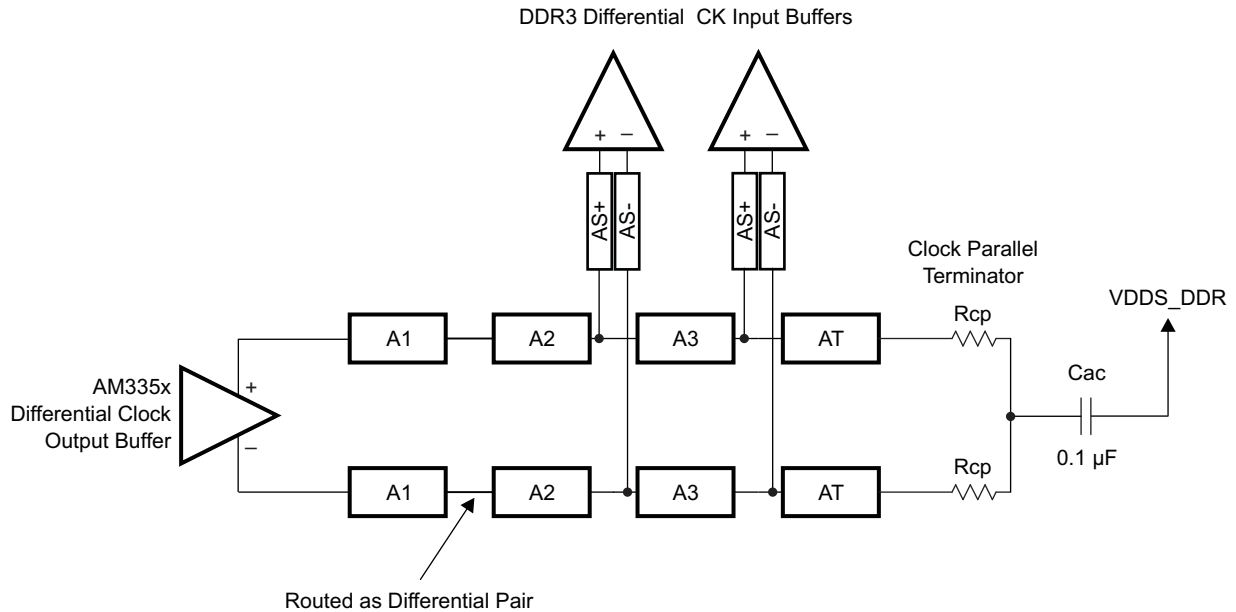 DDR3 Differential CK Input Buffers
+ −
+ −
AS+
AS-
AS+
AS-
Clock Parallel
Terminator
VDDS_DDR
Rcp
A1
A2
A3
AT
Cac
AM335x
Differential Clock
Output Buffer
+
−
0.1 µF
Rcp
A1
A2
A3
AT
Routed as Differential Pair